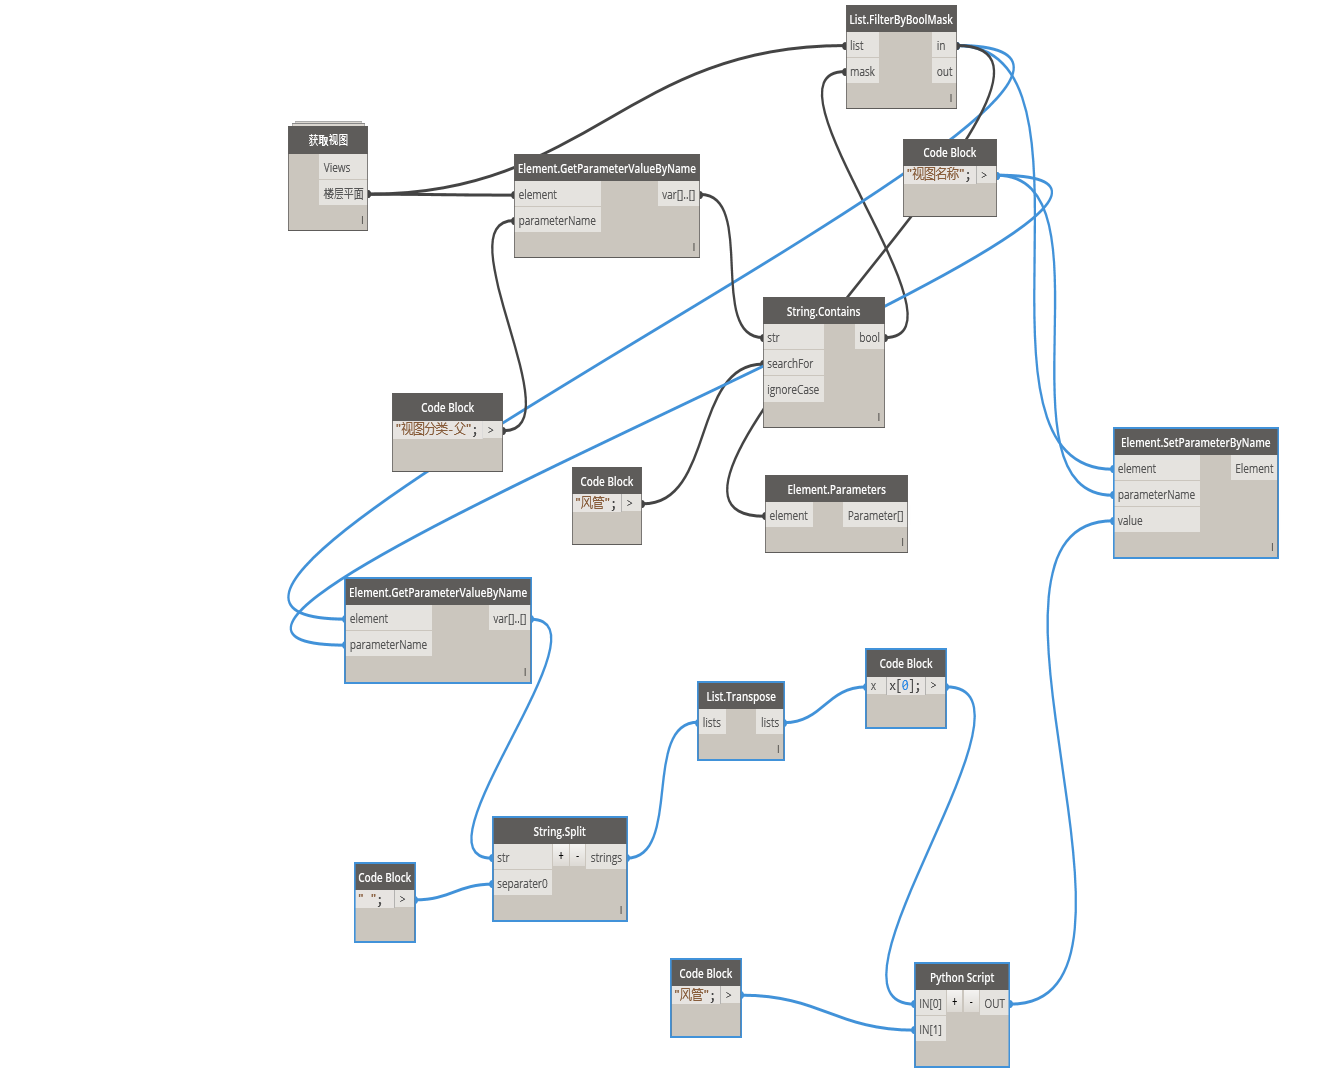 List.FilterByBoolMask
list in
mask out
l
获取视图
Views
楼层平面
l
Element.GetParameterValueByName
element var[]..[]
parameterName
l
Code Block
"视图名称"; >
String.Contains
str bool
searchFor
ignoreCase
l
Code Block
"视图分类-父"; >
Code Block
"风管"; >
Element.Parameters
element Parameter[]
l
Element.SetParameterByName
element Element
parameterName
value
l
Element.GetParameterValueByName
element var[]..[]
parameterName
l
List.Transpose
lists lists
l
Code Block
x x[0]; >
String.Split
str + - strings
separater0
l
Code Block
" "; >
Code Block
"风管"; >
Python Script
IN[0] + - OUT
IN[1]